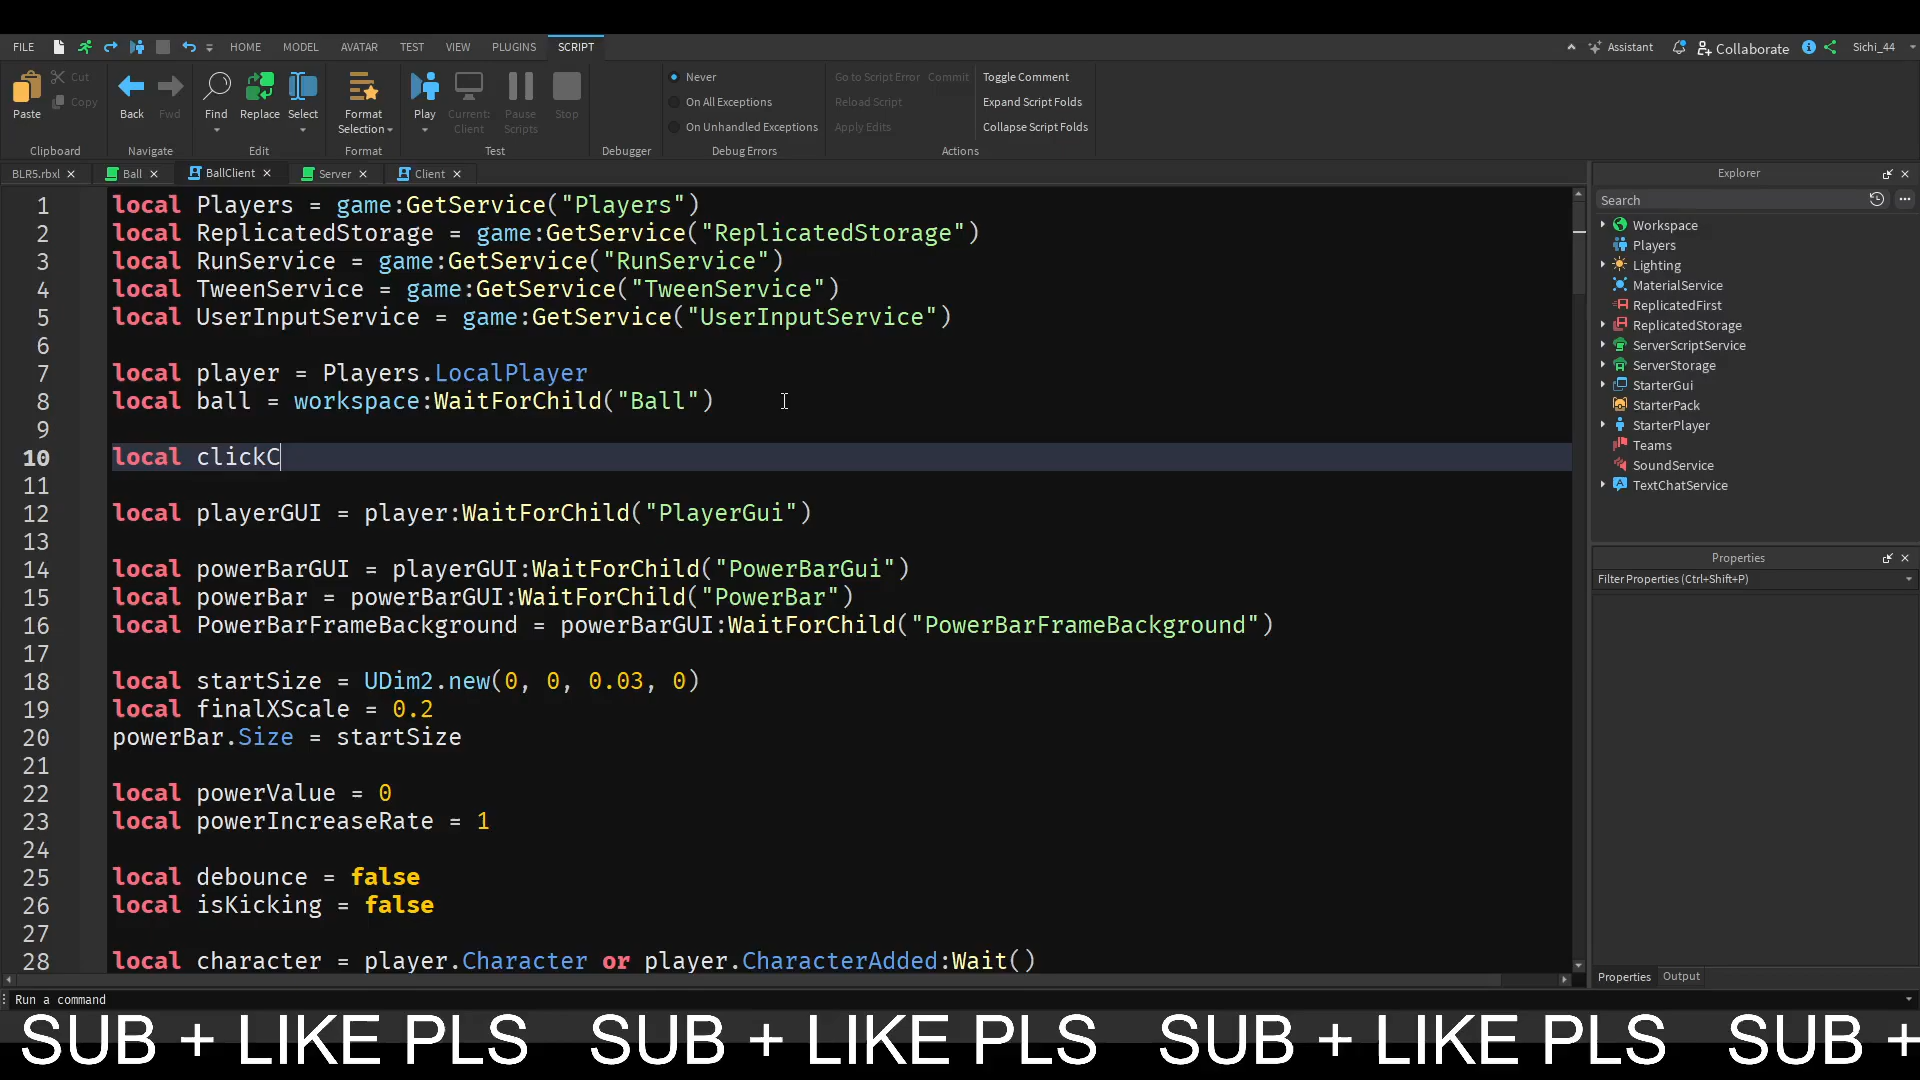 FILE HOME MODEL AVATAR TEST VIEW PLUGINS SCRIPT Assistant Collaborate Sichi_44
Paste Cut Copy Back Fwd Find Replace Select Format Selection Play Current: Client Pause Scripts Stop
Never
On All Exceptions
On Unhandled Exceptions
Go to Script Error Commit
Reload Script
Apply Edits
Toggle Comment
Expand Script Folds
Collapse Script Folds
Clipboard Navigate Edit Format Test Debugger Debug Errors Actions
BLR5.rbxl Ball BallClient Server Client
1 local Players = game:GetService("Players")
2 local ReplicatedStorage = game:GetService("ReplicatedStorage")
3 local RunService = game:GetService("RunService")
4 local TweenService = game:GetService("TweenService")
5 local UserInputService = game:GetService("UserInputService")
6
7 local player = Players.LocalPlayer
8 local ball = workspace:WaitForChild("Ball")
9
10 local clickC
11
12 local playerGUI = player:WaitForChild("PlayerGui")
13
14 local powerBarGUI = playerGUI:WaitForChild("PowerBarGui")
15 local powerBar = powerBarGUI:WaitForChild("PowerBar")
16 local PowerBarFrameBackground = powerBarGUI:WaitForChild("PowerBarFrameBackground")
17
18 local startSize = UDim2.new(0, 0, 0.03, 0)
19 local finalXScale = 0.2
20 powerBar.Size = startSize
21
22 local powerValue = 0
23 local powerIncreaseRate = 1
24
25 local debounce = false
26 local isKicking = false
27
28 local character = player.Character or player.CharacterAdded:Wait()
Explorer
Search
Workspace
Players
Lighting
MaterialService
ReplicatedFirst
ReplicatedStorage
ServerScriptService
ServerStorage
StarterGui
StarterPack
StarterPlayer
Teams
SoundService
TextChatService
Properties
Filter Properties (Ctrl+Shift+P)
Properties Output
Run a command
SUB + LIKE PLS SUB + LIKE PLS SUB + LIKE PLS SUB +